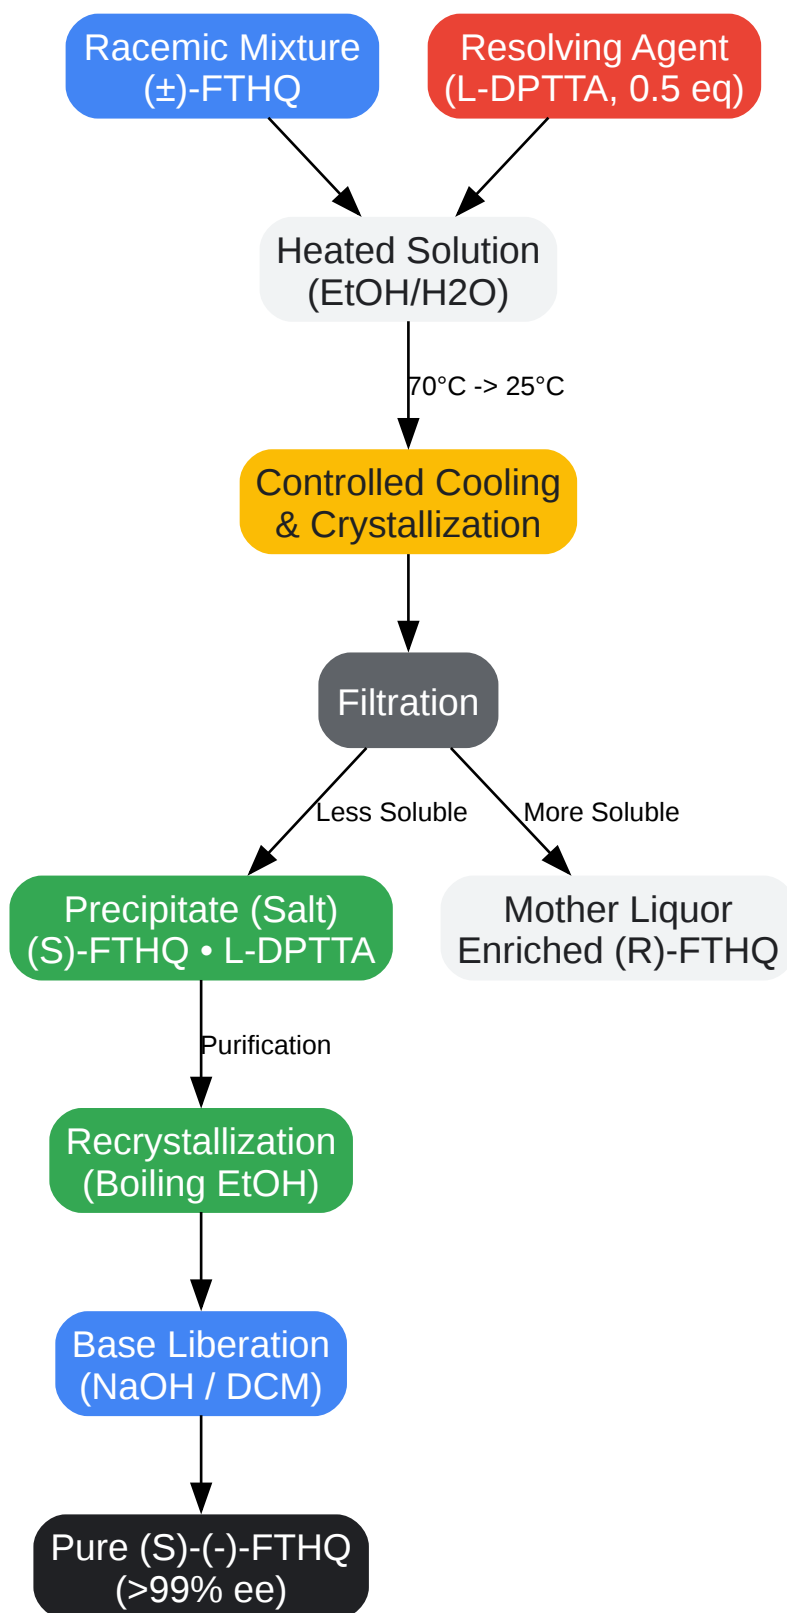 Racemic Mixture
(±)-FTHQ
Resolving Agent
(L-DPTTA, 0.5 eq)
Heated Solution
(EtOH/H2O)
70°C -> 25°C
Controlled Cooling
& Crystallization
Filtration
Less Soluble
More Soluble
Precipitate (Salt)
(S)-FTHQ • L-DPTTA
Mother Liquor
Enriched (R)-FTHQ
Purification
Recrystallization
(Boiling EtOH)
Base Liberation
(NaOH / DCM)
Pure (S)-(-)-FTHQ
(>99% ee)